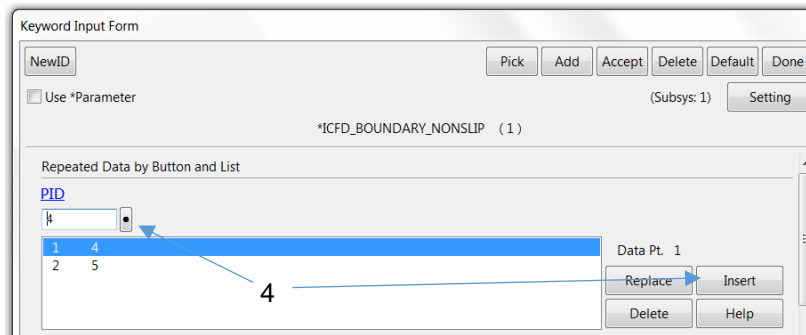 Keyword Input Form
NewID Pick Add Accept Delete Default Done
Use *Parameter (Subsys: 1) Setting
*ICFD_BOUNDARY_NONSLIP (1)
Repeated Data by Button and List
PID
4
1 4 Data Pt. 1
2 5
Replace Insert
4
Delete Help